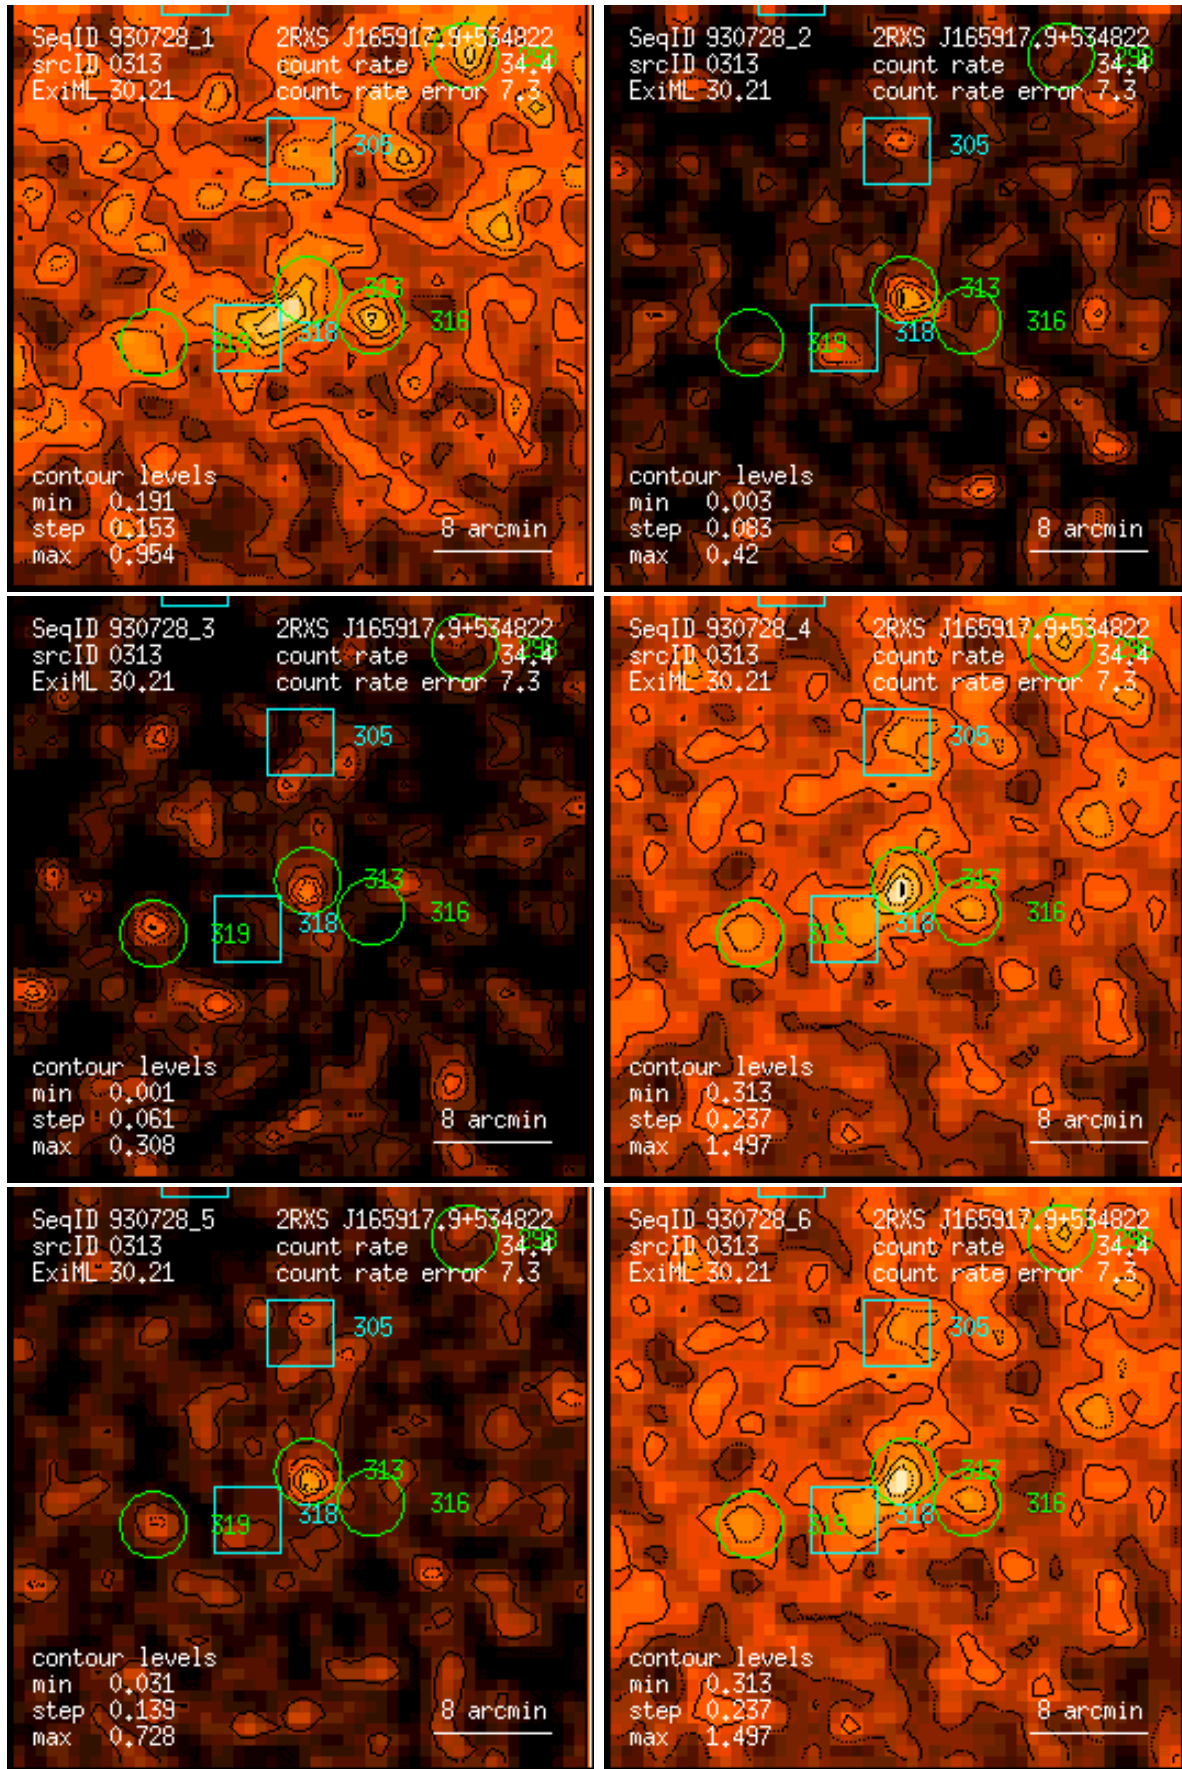 SeqID 930728_1 2RXS J165917.9+534822
srcID 0313 count rate 34.4 298
ExiML 30.21 count rate error 7.3
305
313
316
318
319
contour levels
min 0.191
step 0.153 8 arcmin
max 0.954
SeqID 930728_2 2RXS J165917.9+534822
srcID 0313 count rate 34.4 298
ExiML 30.21 count rate error 7.3
305
313
316
318
319
contour levels
min 0.003
step 0.083 8 arcmin
max 0.42
SeqID 930728_3 2RXS J165917.9+534822
srcID 0313 count rate 34.4 298
ExiML 30.21 count rate error 7.3
305
313
316
318
319
contour levels
min 0.001
step 0.061 8 arcmin
max 0.308
SeqID 930728_4 2RXS J165917.9+534822
srcID 0313 count rate 34.4 298
ExiML 30.21 count rate error 7.3
305
313
316
318
319
contour levels
min 0.313
step 0.237 8 arcmin
max 1.497
SeqID 930728_5 2RXS J165917.9+534822
srcID 0313 count rate 34.4 298
ExiML 30.21 count rate error 7.3
305
313
316
318
319
contour levels
min 0.031
step 0.139 8 arcmin
max 0.728
SeqID 930728_6 2RXS J165917.9+534822
srcID 0313 count rate 34.4 298
ExiML 30.21 count rate error 7.3
305
313
316
318
319
contour levels
min 0.313
step 0.237 8 arcmin
max 1.497